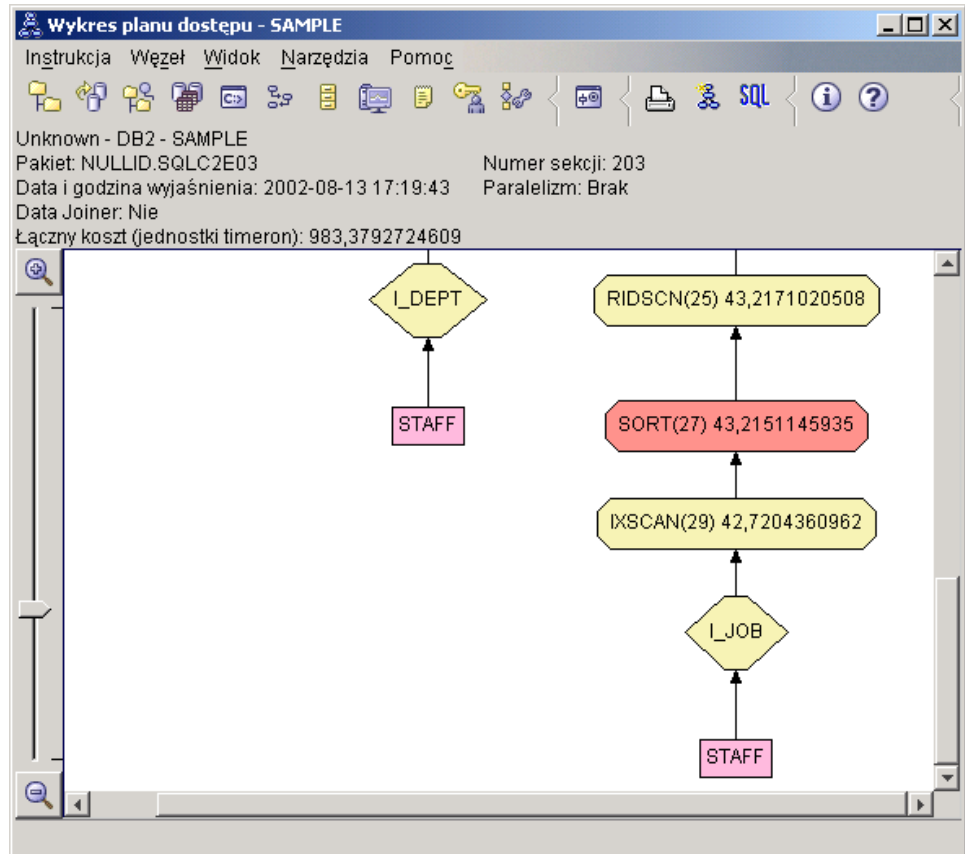 Wykres planu dostępu - SAMPLE
Instrukcja Węzeł Widok Narzędzia Pomoc
SQL
Unknown - DB2 - SAMPLE
Pakiet: NULLID.SQLC2E03 Numer sekcji: 203
Data i godzina wyjaśnienia: 2002-08-13 17:19:43 Paralelizm: Brak
Data Joiner: Nie
Łączny koszt (jednostki timeron): 983,3792724609
I_DEPT
RIDSCN(25) 43,2171020508
STAFF
SORT(27) 43,2151145935
IXSCAN(29) 42,7204360962
I_JOB
STAFF